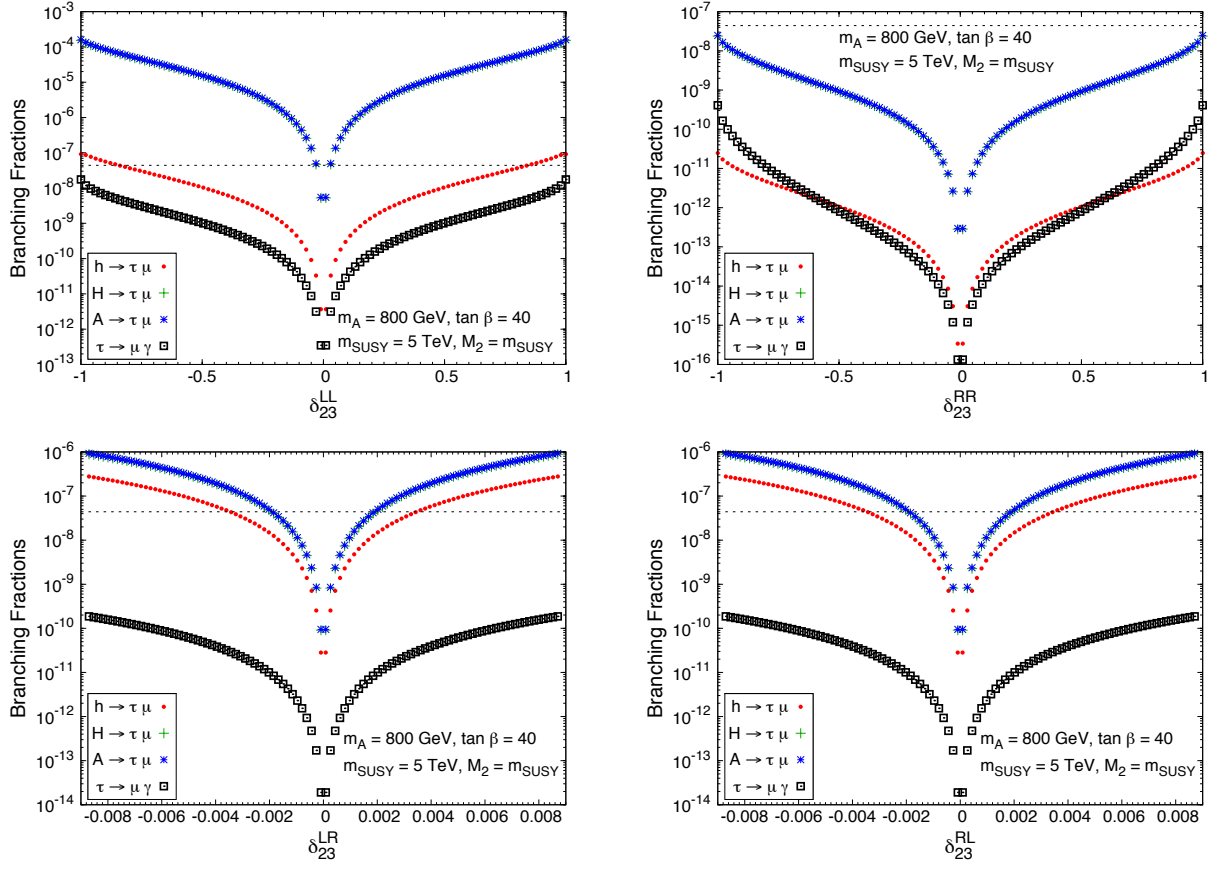 10^-3
10^-4
10^-5
10^-6
10^-7
10^-8
10^-9
10^-10
10^-11
10^-12
10^-13
Branching Fractions
h → τ μ
H → τ μ
A → τ μ
τ → μ γ
m_A = 800 GeV, tan β = 40
m_SUSY = 5 TeV, M_2 = m_SUSY
-1 -0.5 0 0.5 1
δ_23^LL
10^-7
10^-8
10^-9
10^-10
10^-11
10^-12
10^-13
10^-14
10^-15
10^-16
Branching Fractions
m_A = 800 GeV, tan β = 40
m_SUSY = 5 TeV, M_2 = m_SUSY
h → τ μ
H → τ μ
A → τ μ
τ → μ γ
-1 -0.5 0 0.5 1
δ_23^RR
10^-6
10^-7
10^-8
10^-9
10^-10
10^-11
10^-12
10^-13
10^-14
Branching Fractions
h → τ μ
H → τ μ
A → τ μ
τ → μ γ
m_A = 800 GeV, tan β = 40
m_SUSY = 5 TeV, M_2 = m_SUSY
-0.008 -0.006 -0.004 -0.002 0 0.002 0.004 0.006 0.008
δ_23^LR
10^-6
10^-7
10^-8
10^-9
10^-10
10^-11
10^-12
10^-13
10^-14
Branching Fractions
h → τ μ
H → τ μ
A → τ μ
τ → μ γ
m_A = 800 GeV, tan β = 40
m_SUSY = 5 TeV, M_2 = m_SUSY
-0.008 -0.006 -0.004 -0.002 0 0.002 0.004 0.006 0.008
δ_23^RL